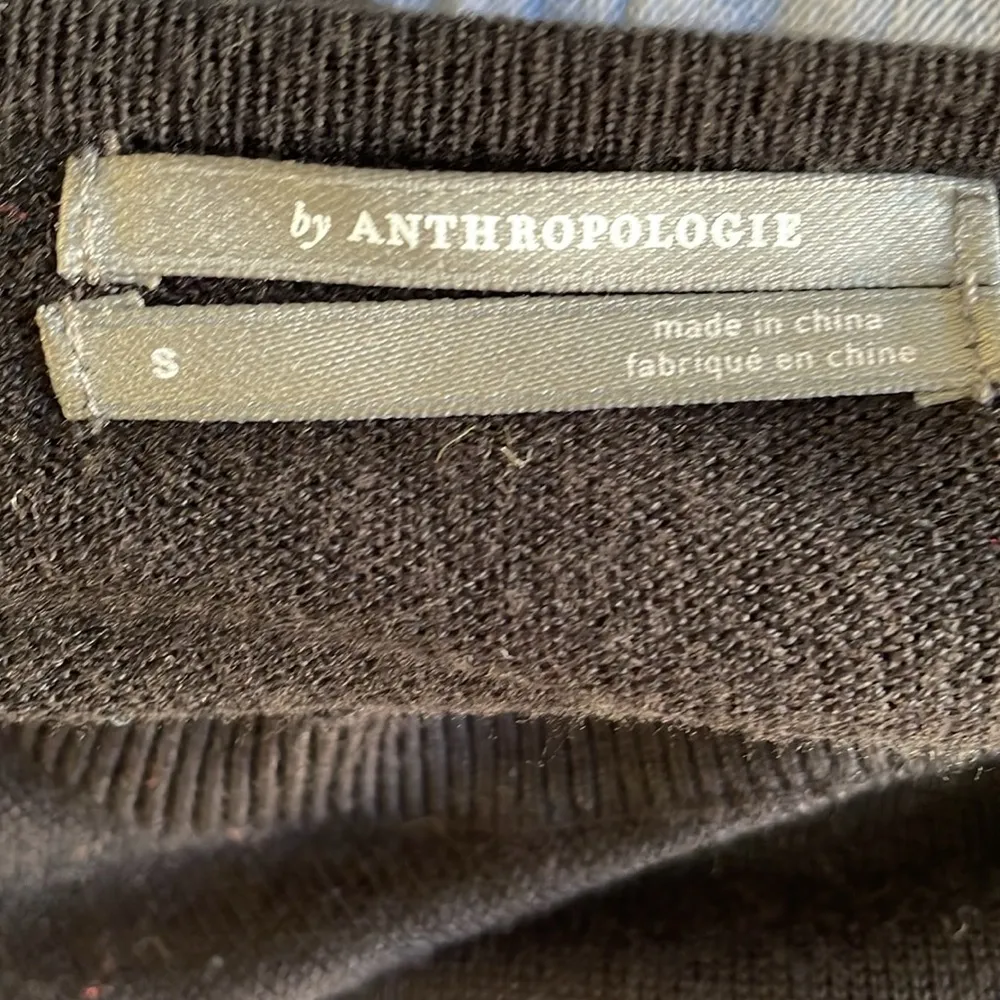 by ANTHROPOLOGIE
S
made in china
fabriqué en chine